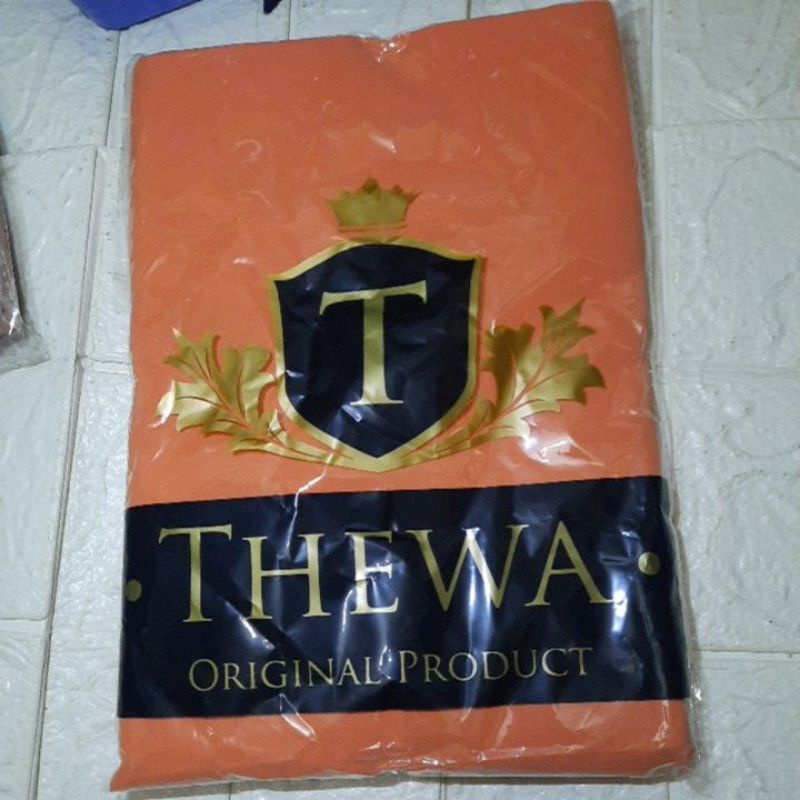 T
• THEWA •
ORIGINAL PRODUCT